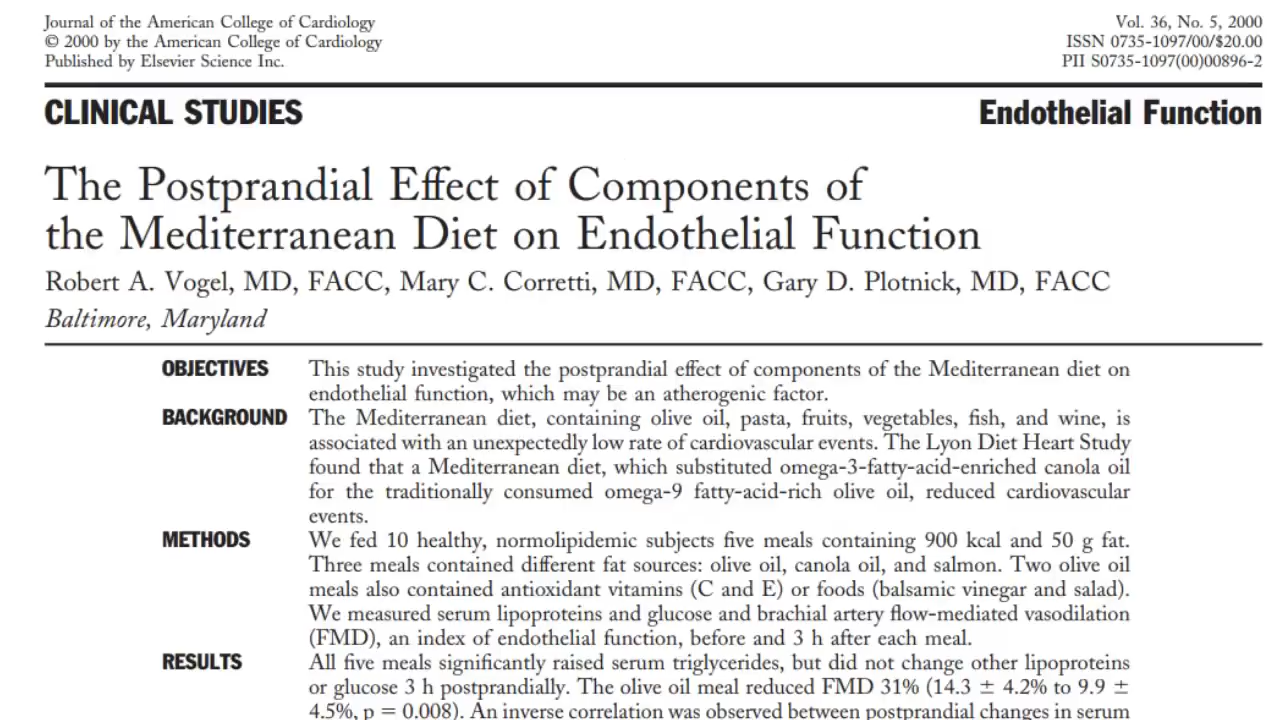 Journal of the American College of Cardiology
© 2000 by the American College of Cardiology
Published by Elsevier Science Inc.
Vol. 36, No. 5, 2000
ISSN 0735-1097/00/$20.00
PII S0735-1097(00)00896-2
CLINICAL STUDIES
Endothelial Function
The Postprandial Effect of Components of
the Mediterranean Diet on Endothelial Function
Robert A. Vogel, MD, FACC, Mary C. Corretti, MD, FACC, Gary D. Plotnick, MD, FACC
Baltimore, Maryland
OBJECTIVES This study investigated the postprandial effect of components of the Mediterranean diet on
endothelial function, which may be an atherogenic factor.
BACKGROUND The Mediterranean diet, containing olive oil, pasta, fruits, vegetables, fish, and wine, is
associated with an unexpectedly low rate of cardiovascular events. The Lyon Diet Heart Study
found that a Mediterranean diet, which substituted omega-3-fatty-acid-enriched canola oil
for the traditionally consumed omega-9 fatty-acid-rich olive oil, reduced cardiovascular
events.
METHODS We fed 10 healthy, normolipidemic subjects five meals containing 900 kcal and 50 g fat.
Three meals contained different fat sources: olive oil, canola oil, and salmon. Two olive oil
meals also contained antioxidant vitamins (C and E) or foods (balsamic vinegar and salad).
We measured serum lipoproteins and glucose and brachial artery flow-mediated vasodilation
(FMD), an index of endothelial function, before and 3 h after each meal.
RESULTS All five meals significantly raised serum triglycerides, but did not change other lipoproteins
or glucose 3 h postprandially. The olive oil meal reduced FMD 31% (14.3 ± 4.2% to 9.9 ±
4.5%, p = 0.008). An inverse correlation was observed between postprandial changes in serum